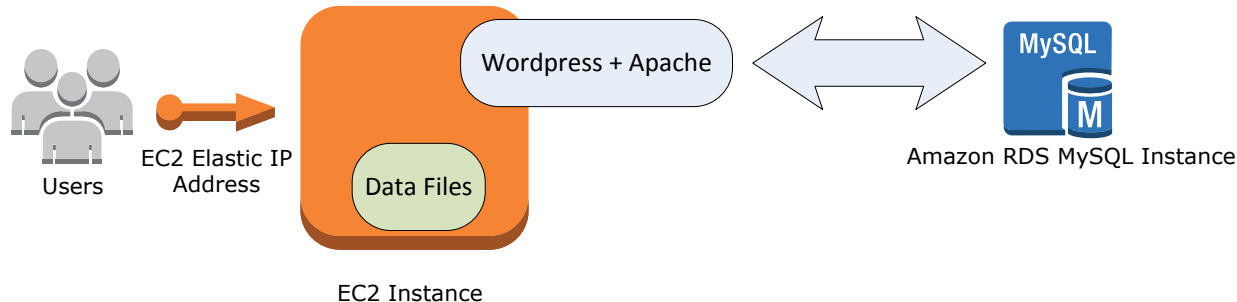 Wordpress + Apache
MySQL
M
EC2 Elastic IP
Address
Amazon RDS MySQL Instance
Users
Data Files
EC2 Instance